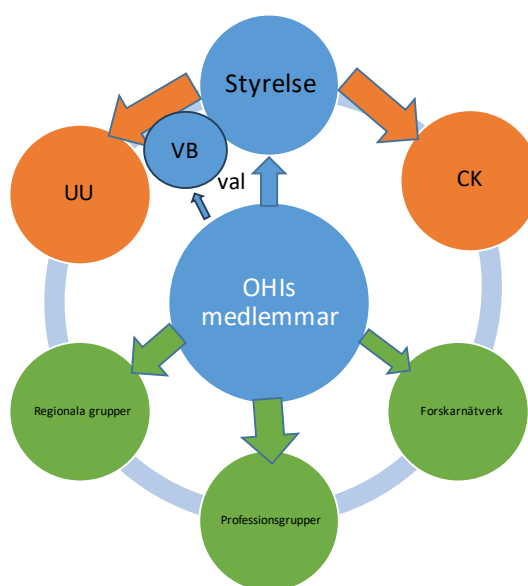 Styrelse
VB
val
UU
CK
OHIs
medlemmar
Regionala grupper
Forskarnätverk
Professionsgrupper